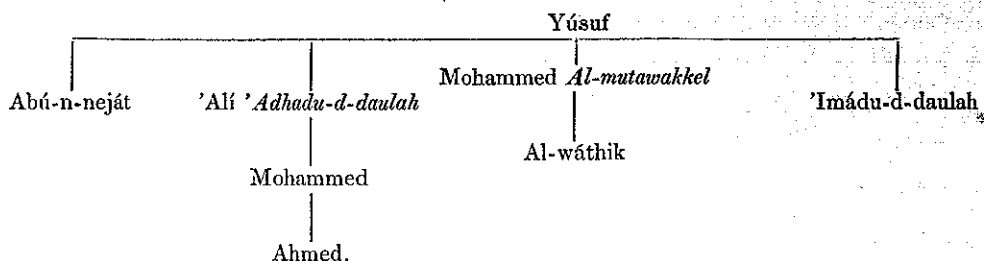 Yúsuf
Mohammed Al-mutawakkel
Abú-n-neját 'Alí 'Adhadu-d-daulah 'Imádu-d-daulah
Al-wáthik
Mohammed
Ahmed.